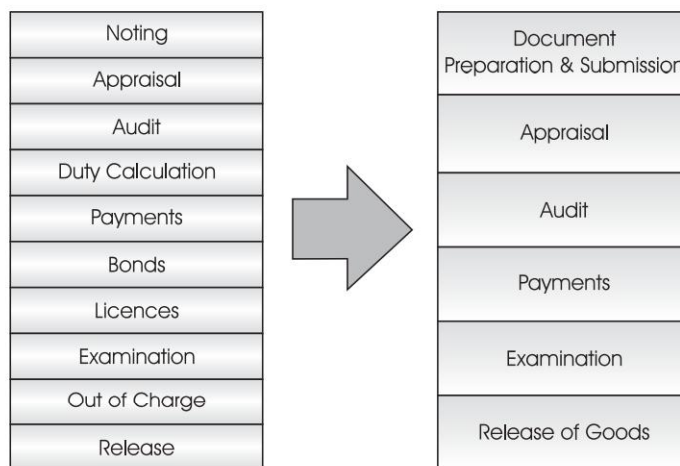 Noting
Appraisal
Audit
Duty Calculation
Payments
Bonds
Licences
Examination
Out of Charge
Release
Document
Preparation & Submission
Appraisal
Audit
Payments
Examination
Release of Goods